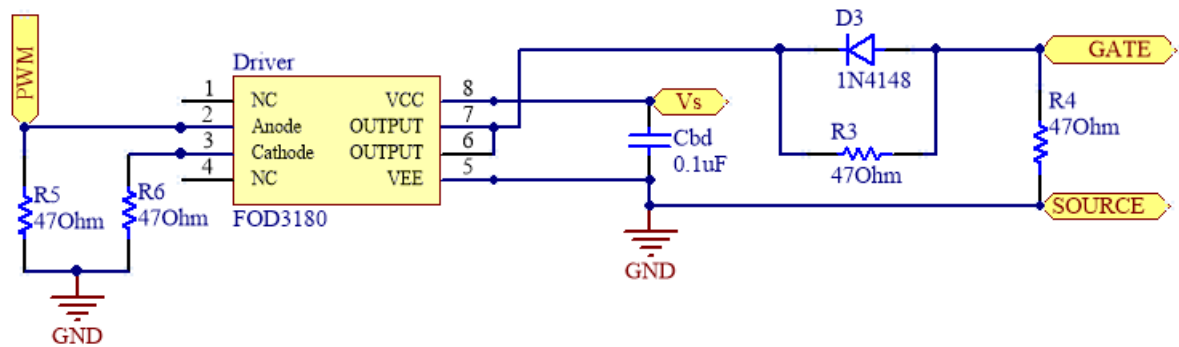 PWM
Driver
1
NC
2
Anode
3
Cathode
4
NC
VCC
8
OUTPUT
7
OUTPUT
6
VEE
5
FOD3180
R5
47Ohm
R6
47Ohm
GND
Vs
Cbd
0.1uF
GND
D3
1N4148
R3
47Ohm
GATE
R4
47Ohm
SOURCE